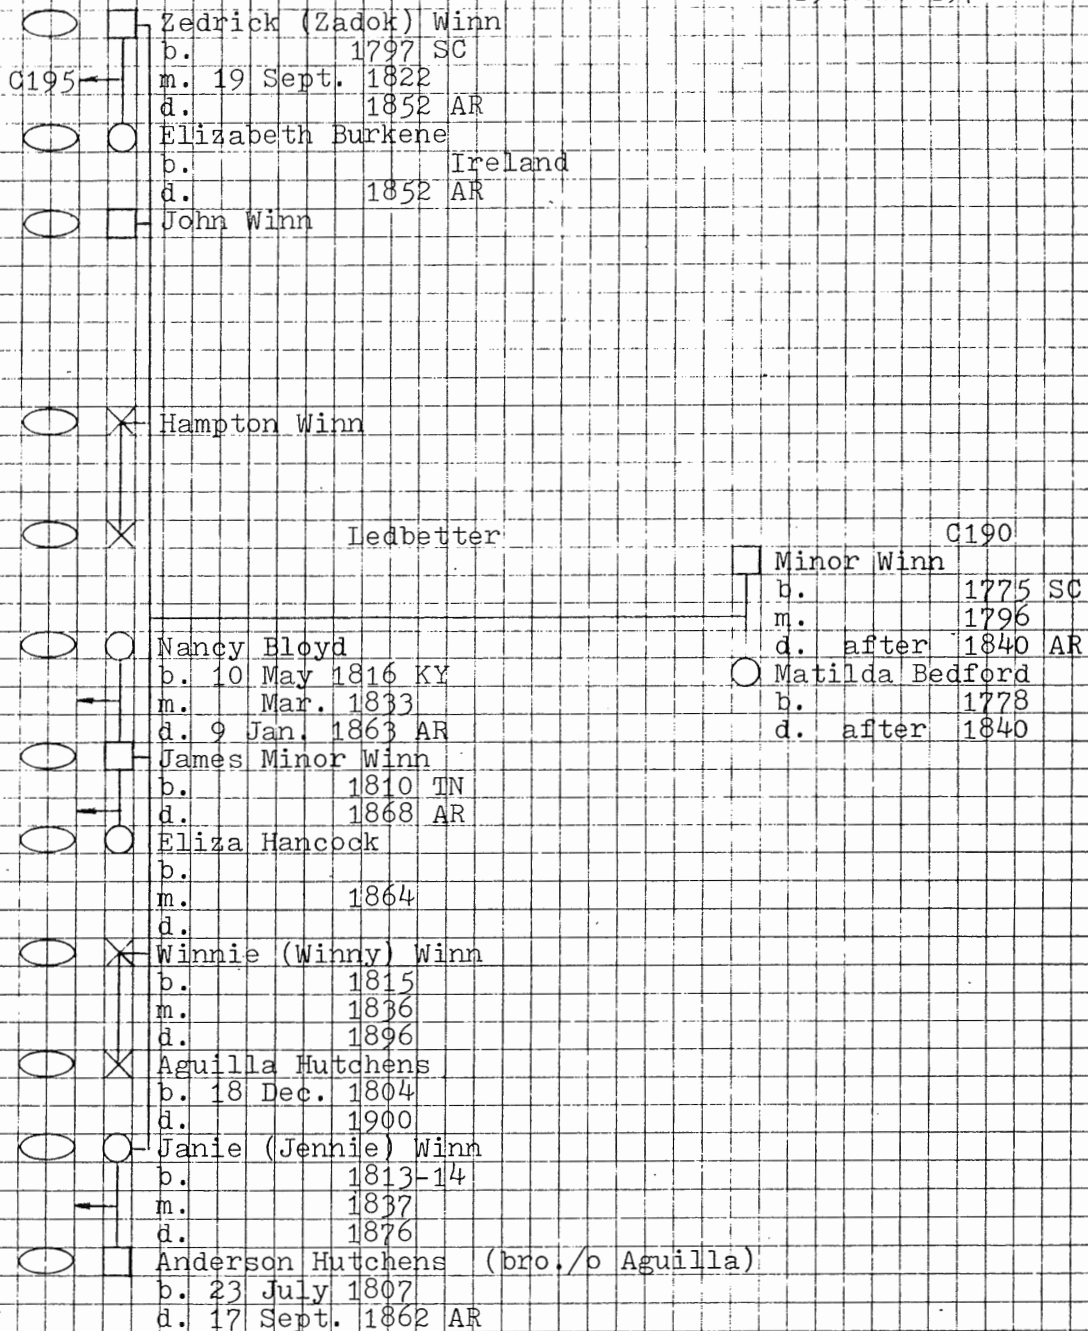 Zedrick (Zadok) Winn
b. 1797 SC
C195 m. 19 Sept. 1822
d. 1852 AR
Elizabeth Burkene
b. Ireland
d. 1852 AR
John Winn
Hampton Winn
Ledbetter
C190
Minor Winn
b. 1775 SC
m. 1796
d. after 1840 AR
Matilda Bedford
b. 1778
d. after 1840
Nancy Bloyd
b. 10 May 1816 KY
m. Mar. 1833
d. 9 Jan. 1863 AR
James Minor Winn
b. 1810 TN
d. 1868 AR
Eliza Hancock
b.
m. 1864
d.
Winnie (Winny) Winn
b. 1815
m. 1836
d. 1896
Aguilla Hutchens
b. 18 Dec. 1804
d. 1900
Janie (Jennie) Winn
b. 1813-14
m. 1837
d. 1876
Anderson Hutchens (bro./o Aguilla)
b. 23 July 1807
d. 17 Sept. 1862 AR